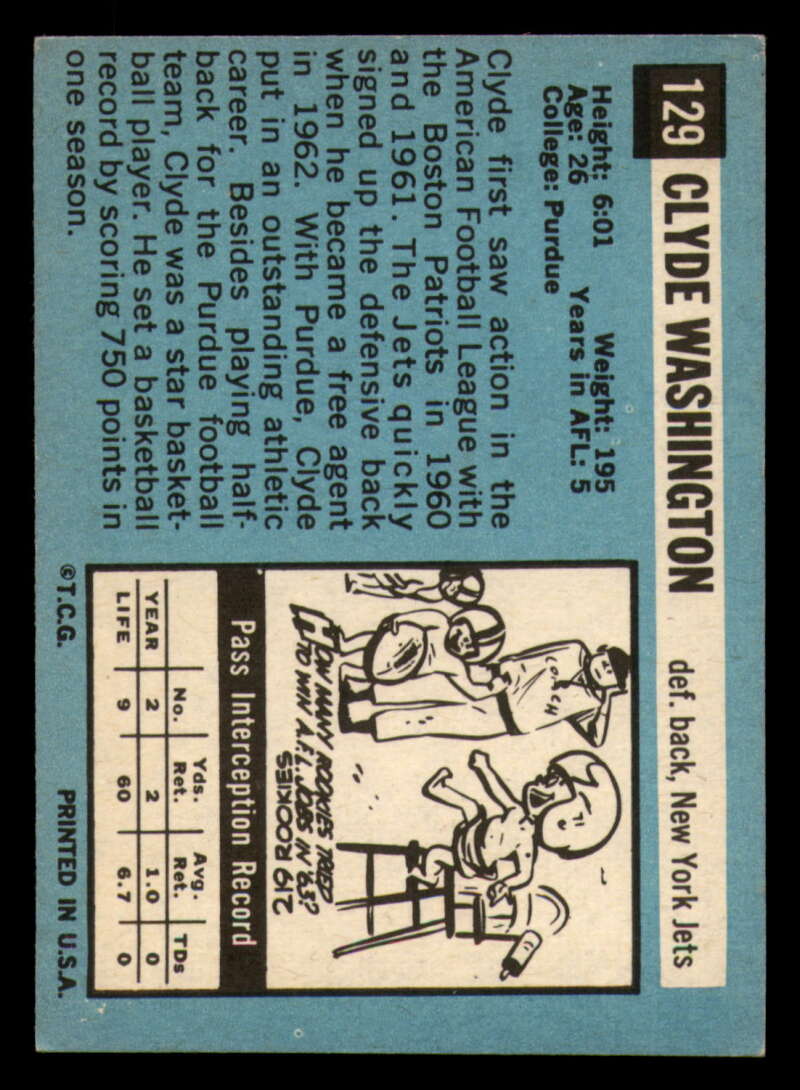 129 CLYDE WASHINGTON def. back, New York Jets
Height: 6:01 Weight: 195
Age: 26 Years in AFL: 5
College: Purdue
Clyde first saw action in the
American Football League with
the Boston Patriots in 1960
and 1961. The Jets quickly
signed up the defensive back
when he became a free agent
in 1962. With Purdue, Clyde
put in an outstanding athletic
career. Besides playing half-
back for the Purdue football
team, Clyde was a star basket-
ball player. He set a basketball
record by scoring 750 points in
one season.
COACH
HOW MANY ROOKIES TRIED
TO WIN A.F.L. JOBS IN '63?
219 ROOKIES
Pass Interception Record
No. Yds. Ret. Avg. Ret. TDs
YEAR 2 2 1.0 0
LIFE 9 60 6.7 0
©T.C.G. PRINTED IN U.S.A.